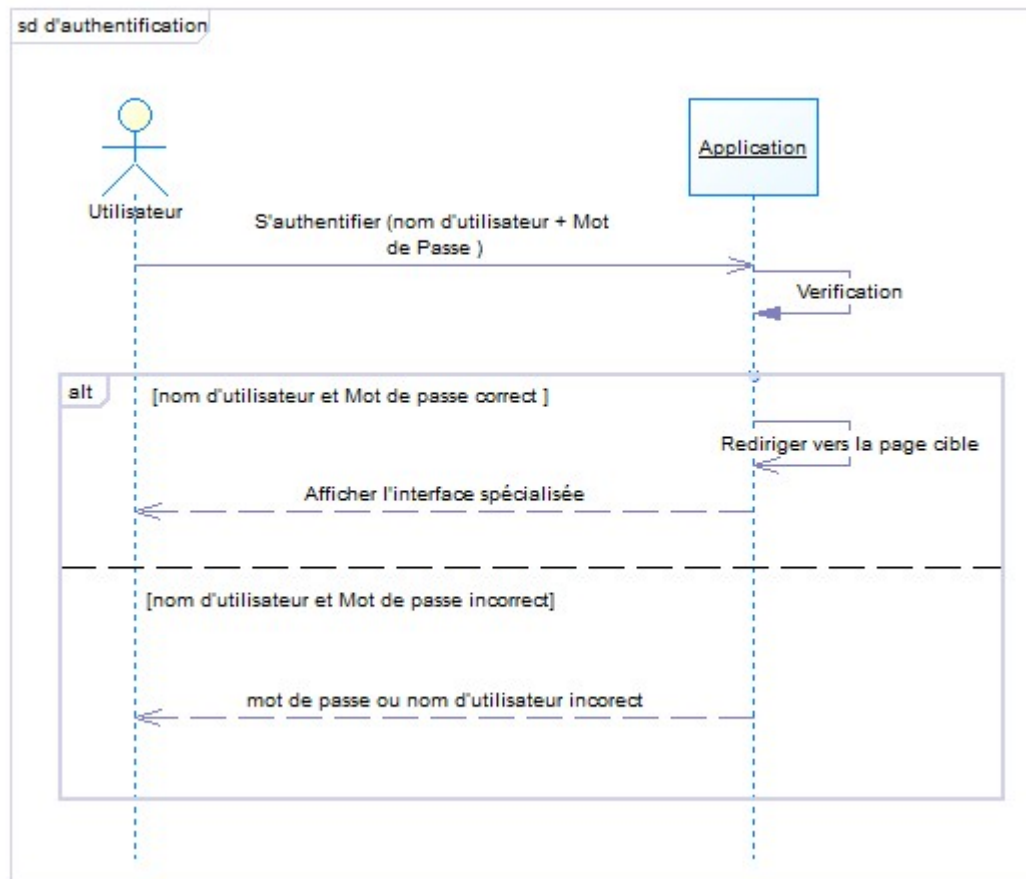 sd d'authentification
Application
Utilisateur
S'authentifier (nom d'utilisateur + Mot
de Passe )
Verification
alt
[nom d'utilisateur et Mot de passe correct ]
Rediriger vers la page cible
Afficher l'interface spécialisée
[nom d'utilisateur et Mot de passe incorrect]
mot de passe ou nom d'utilisateur incorect